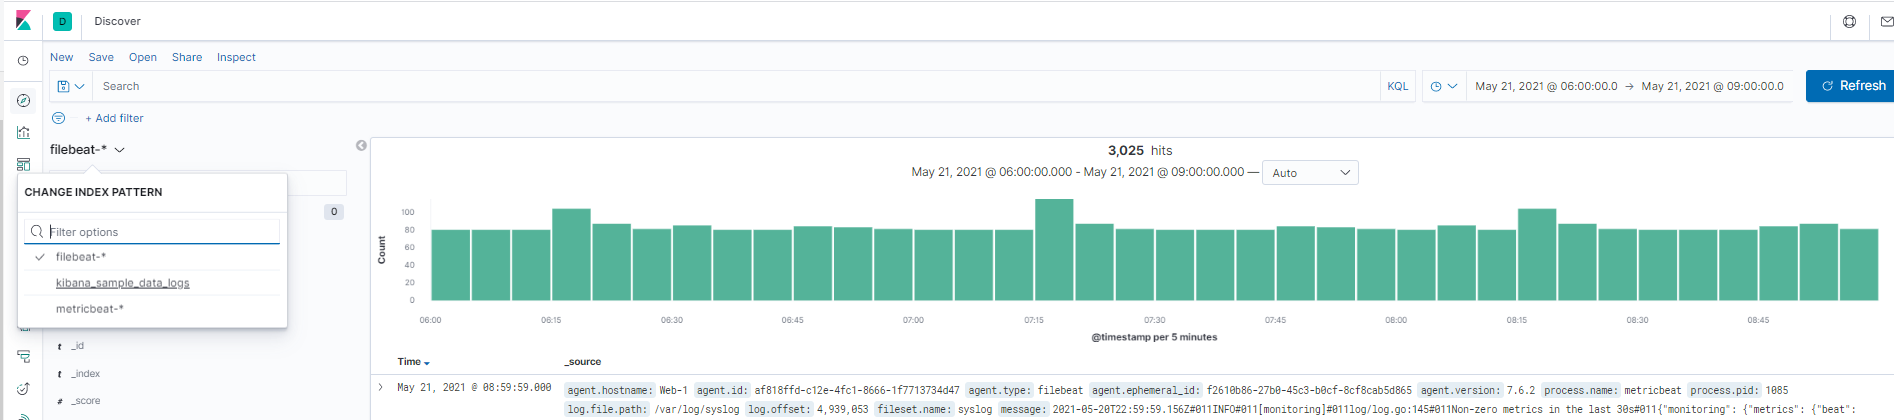 D Discover
New Save Open Share Inspect
Search KQL May 21, 2021 @ 06:00:00.0 → May 21, 2021 @ 09:00:00.0 Refresh
+ Add filter
filebeat-*
CHANGE INDEX PATTERN
0
Filter options
filebeat-*
kibana_sample_data_logs
metricbeat-*
t _id
t _index
# _score
3,025 hits
May 21, 2021 @ 06:00:00.000 - May 21, 2021 @ 09:00:00.000 — Auto
Count
100
80
60
40
20
0
06:00 06:15 06:30 06:45 07:00 07:15 07:30 07:45 08:00 08:15 08:30 08:45
@timestamp per 5 minutes
Time _source
May 21, 2021 @ 08:59:59.000 agent.hostname: Web-1 agent.id: af818ffd-c12e-4fc1-8666-1f7713734d47 agent.type: filebeat agent.ephemeral_id: f2610b86-27b0-45c3-b0cf-8cf8cab5d865 agent.version: 7.6.2 process.name: metricbeat process.pid: 1085
log.file.path: /var/log/syslog log.offset: 4,939,053 fileset.name: syslog message: 2021-05-20T22:59:59.156Z#011INFO#011[monitoring]#011log/log.go:145#011Non-zero metrics in the last 30s#011{"monitoring": {"metrics": {"beat":